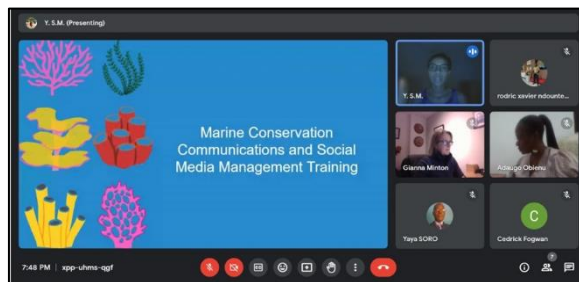 Y. S.M. (Presenting)
Marine Conservation
Communications and Social
Media Management Training
Y. S.M.
rodric xavier ndounte...
Gianna Minton
Adaugo Obienu
Yaya SORO
C
Cedrick Fogwan
7:48 PM | xpp-uhms-qgf
7